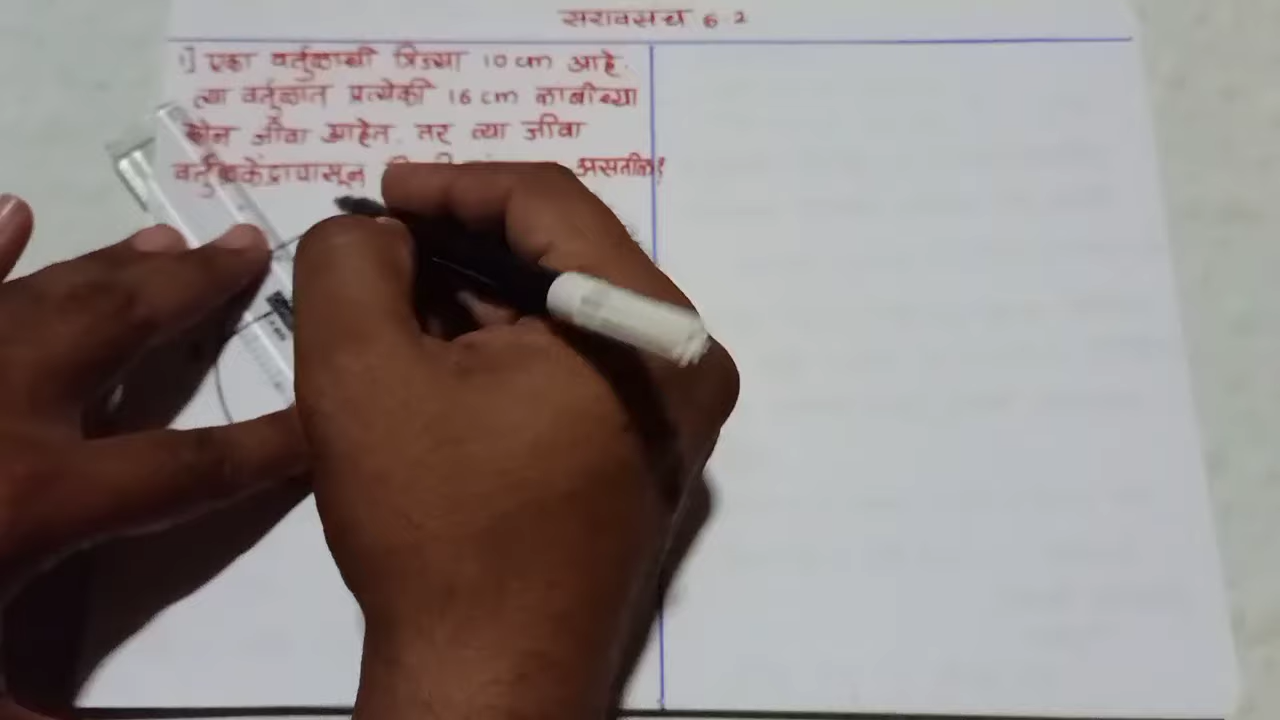 सरावसंच 6.2
1] एका वर्तुळाची त्रिज्या 10 cm आहे.
त्या वर्तुळात प्रत्येकी 16 cm लांबीच्या
दोन जीवा आहेत. तर त्या जीवा
वर्तुळकेंद्रापासून असतील?